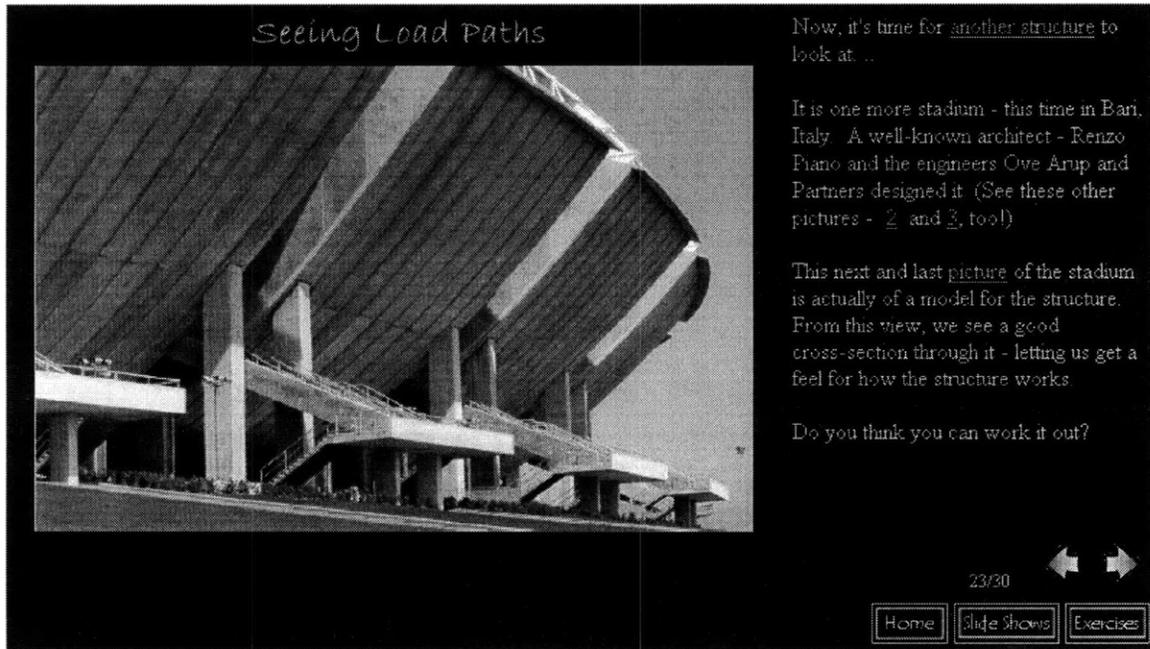 Seeing Load Paths
Now, it's time for another structure to
look at. ..
It is one more stadium - this time in Bari,
Italy. A well-known architect - Renzo
Piano and the engineers Ove Arup and
Partners designed it. (See these other
pictures - 2 and 3, too!)
This next and last picture of the stadium
is actually of a model for the structure.
From this view, we see a good
cross-section through it - letting us get a
feel for how the structure works.
Do you think you can work it out?
23/30
Home
Slide Shows
Exercises